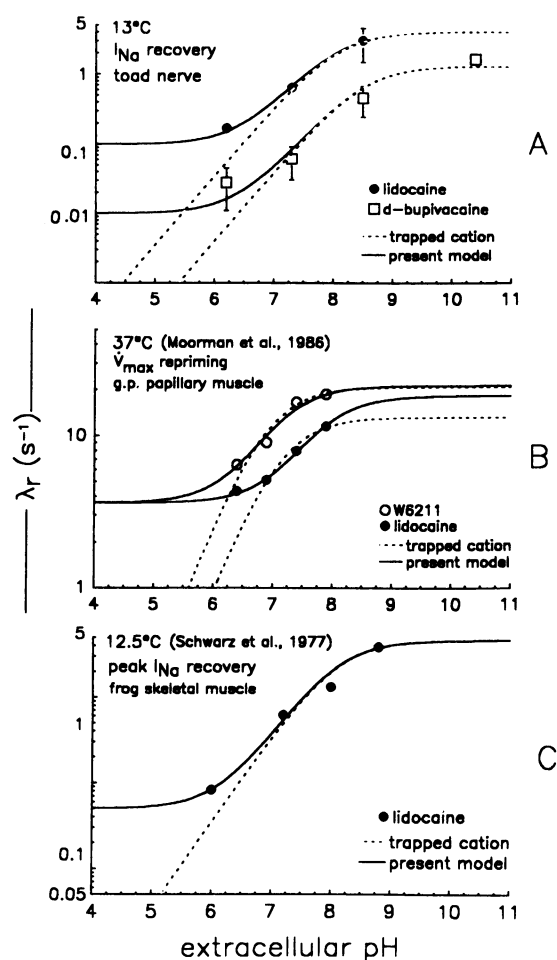 5
13°C
I_Na recovery
toad nerve
1
0.1
0.01
A
lidocaine
d-bupivacaine
trapped cation
present model
4 5 6 7 8 9 10 11
37°C (Moorman et al., 1986)
V̇max repriming
g.p. papillary muscle
10
B
W6211
lidocaine
trapped cation
present model
1
4 5 6 7 8 9 10 11
λr (s⁻¹)
5
12.5°C (Schwarz et al., 1977)
peak I_Na recovery
frog skeletal muscle
1
C
lidocaine
0.1
trapped cation
present model
0.05
4 5 6 7 8 9 10 11
extracellular pH